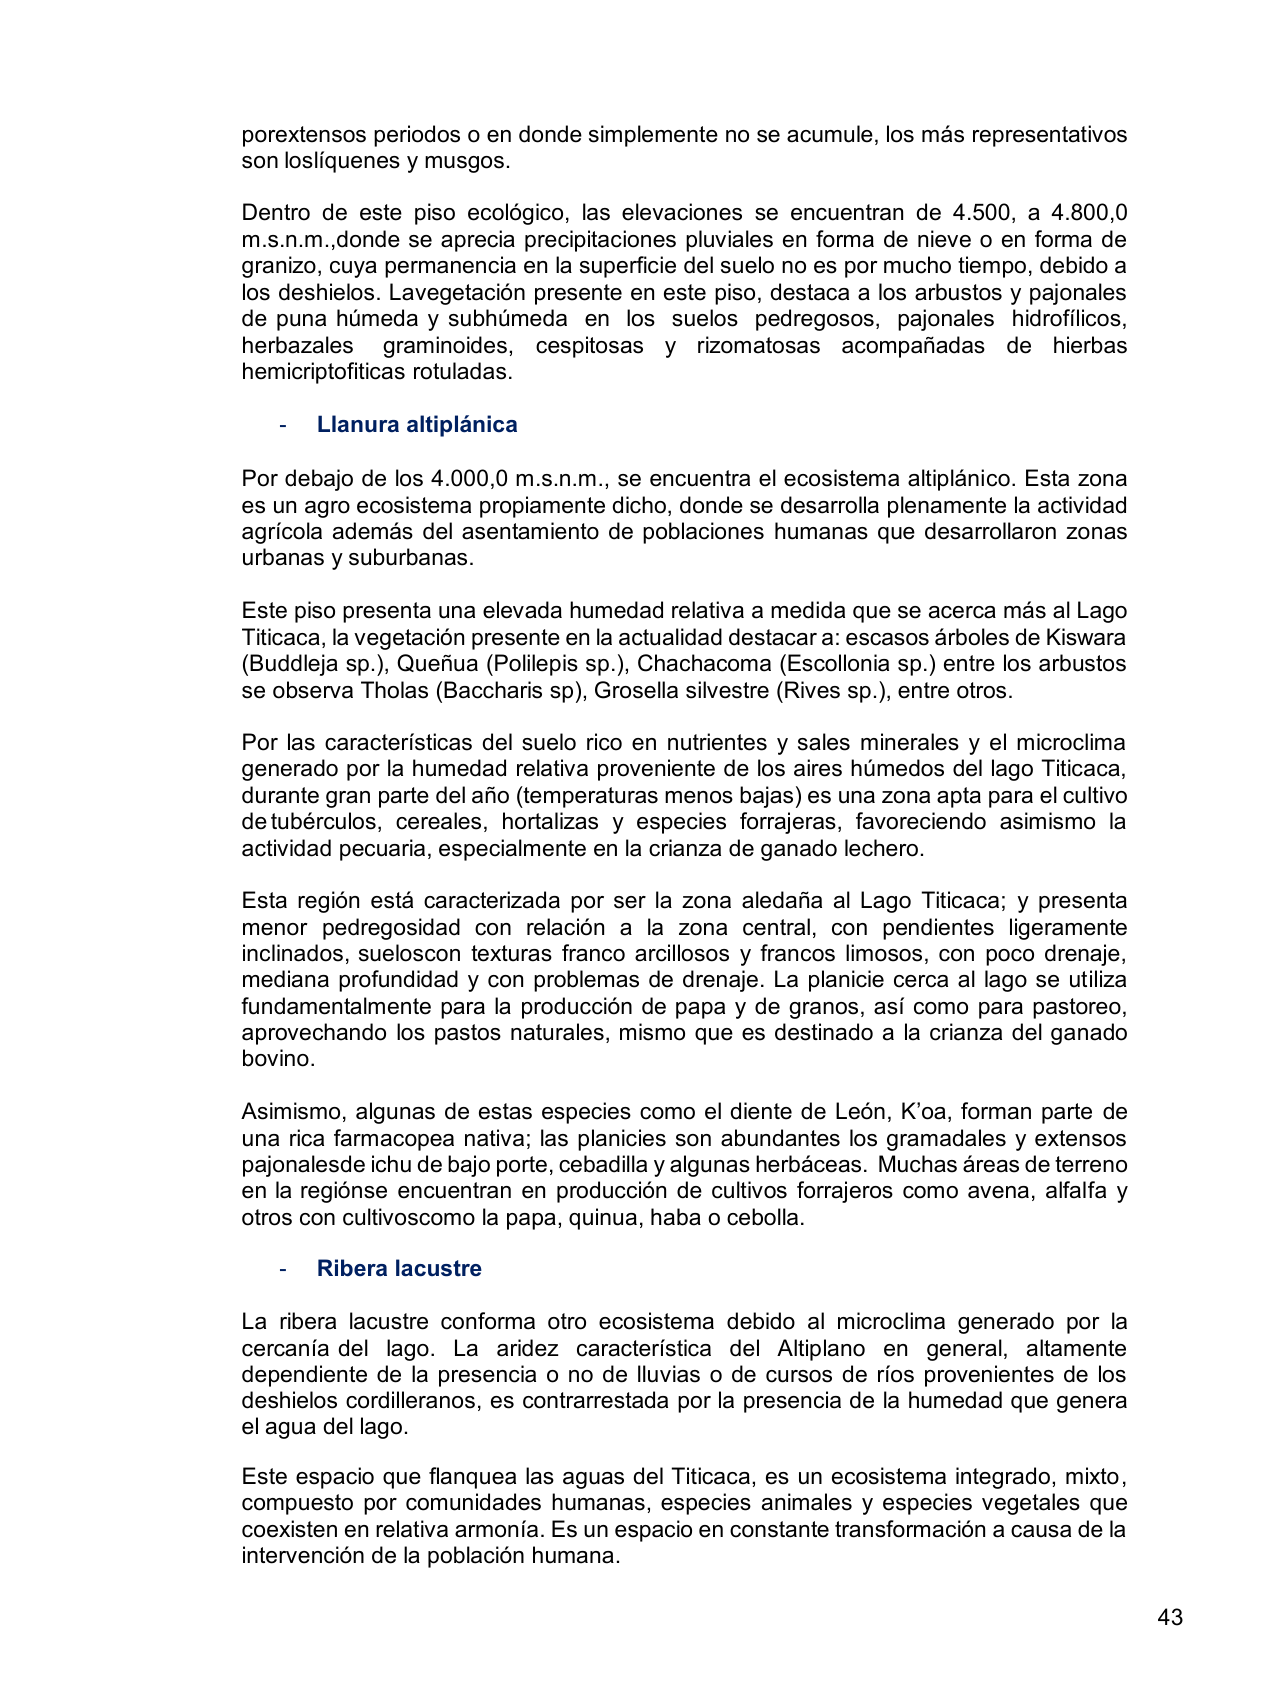 porextensos periodos o en donde simplemente no se acumule, los más representativos
son loslíquenes y musgos.
Dentro de este piso ecológico, las elevaciones se encuentran de 4.500, a 4.800,0
m.s.n.m.,donde se aprecia precipitaciones pluviales en forma de nieve o en forma de
granizo, cuya permanencia en la superficie del suelo no es por mucho tiempo, debido a
los deshielos. Lavegetación presente en este piso, destaca a los arbustos y pajonales
de puna húmeda y subhúmeda en los suelos pedregosos, pajonales hidrofílicos,
herbazales graminoides, cespitosas y rizomatosas acompañadas de hierbas
hemicriptofiticas rotuladas.
- Llanura altiplánica
Por debajo de los 4.000,0 m.s.n.m., se encuentra el ecosistema altiplánico. Esta zona
es un agro ecosistema propiamente dicho, donde se desarrolla plenamente la actividad
agrícola además del asentamiento de poblaciones humanas que desarrollaron zonas
urbanas y suburbanas.
Este piso presenta una elevada humedad relativa a medida que se acerca más al Lago
Titicaca, la vegetación presente en la actualidad destacar a: escasos árboles de Kiswara
(Buddleja sp.), Queñua (Polilepis sp.), Chachacoma (Escollonia sp.) entre los arbustos
se observa Tholas (Baccharis sp), Grosella silvestre (Rives sp.), entre otros.
Por las características del suelo rico en nutrientes y sales minerales y el microclima
generado por la humedad relativa proveniente de los aires húmedos del lago Titicaca,
durante gran parte del año (temperaturas menos bajas) es una zona apta para el cultivo
de tubérculos, cereales, hortalizas y especies forrajeras, favoreciendo asimismo la
actividad pecuaria, especialmente en la crianza de ganado lechero.
Esta región está caracterizada por ser la zona aledaña al Lago Titicaca; y presenta
menor pedregosidad con relación a la zona central, con pendientes ligeramente
inclinados, sueloscon texturas franco arcillosos y francos limosos, con poco drenaje,
mediana profundidad y con problemas de drenaje. La planicie cerca al lago se utiliza
fundamentalmente para la producción de papa y de granos, así como para pastoreo,
aprovechando los pastos naturales, mismo que es destinado a la crianza del ganado
bovino.
Asimismo, algunas de estas especies como el diente de León, K’oa, forman parte de
una rica farmacopea nativa; las planicies son abundantes los gramadales y extensos
pajonalesde ichu de bajo porte, cebadilla y algunas herbáceas. Muchas áreas de terreno
en la regiónse encuentran en producción de cultivos forrajeros como avena, alfalfa y
otros con cultivoscomo la papa, quinua, haba o cebolla.
- Ribera lacustre
La ribera lacustre conforma otro ecosistema debido al microclima generado por la
cercanía del lago. La aridez característica del Altiplano en general, altamente
dependiente de la presencia o no de lluvias o de cursos de ríos provenientes de los
deshielos cordilleranos, es contrarrestada por la presencia de la humedad que genera
el agua del lago.
Este espacio que flanquea las aguas del Titicaca, es un ecosistema integrado, mixto,
compuesto por comunidades humanas, especies animales y especies vegetales que
coexisten en relativa armonía. Es un espacio en constante transformación a causa de la
intervención de la población humana.
43